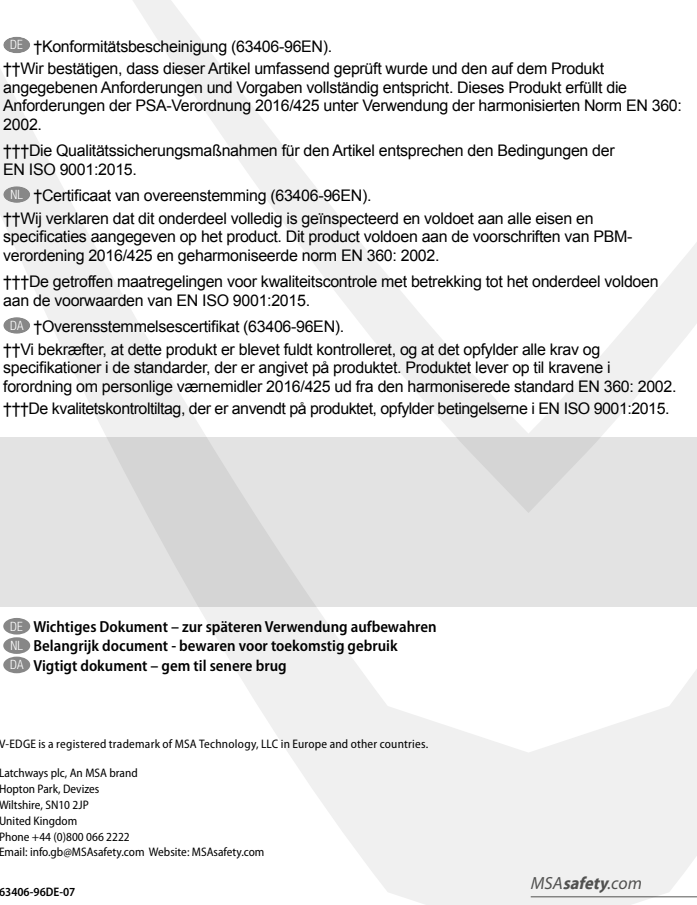 DE †Konformitätsbescheinigung (63406-96EN).
††Wir bestätigen, dass dieser Artikel umfassend geprüft wurde und den auf dem Produkt
angegebenen Anforderungen und Vorgaben vollständig entspricht. Dieses Produkt erfüllt die
Anforderungen der PSA-Verordnung 2016/425 unter Verwendung der harmonisierten Norm EN 360:
2002.
†††Die Qualitätssicherungsmaßnahmen für den Artikel entsprechen den Bedingungen der
EN ISO 9001:2015.
NL †Certificaat van overeenstemming (63406-96EN).
††Wij verklaren dat dit onderdeel volledig is geïnspecteerd en voldoet aan alle eisen en
specificaties aangegeven op het product. Dit product voldoen aan de voorschriften van PBM-
verordening 2016/425 en geharmoniseerde norm EN 360: 2002.
†††De getroffen maatregelingen voor kwaliteitscontrole met betrekking tot het onderdeel voldoen
aan de voorwaarden van EN ISO 9001:2015.
DA †Overensstemmelsescertifikat (63406-96EN).
††Vi bekræfter, at dette produkt er blevet fuldt kontrolleret, og at det opfylder alle krav og
specifikationer i de standarder, der er angivet på produktet. Produktet lever op til kravene i
forordning om personlige værnemidler 2016/425 ud fra den harmoniserede standard EN 360: 2002.
†††De kvalitetskontroltiltag, der er anvendt på produktet, opfylder betingelserne i EN ISO 9001:2015.
DE Wichtiges Dokument – zur späteren Verwendung aufbewahren
NL Belangrijk document - bewaren voor toekomstig gebruik
DA Vigtigt dokument – gem til senere brug
V-EDGE is a registered trademark of MSA Technology, LLC in Europe and other countries.
Latchways plc, An MSA brand
Hopton Park, Devizes
Wiltshire, SN10 2JP
United Kingdom
Phone +44 (0)800 066 2222
Email: info.gb@MSAsafety.com Website: MSAsafety.com
63406-96DE-07
MSAsafety.com